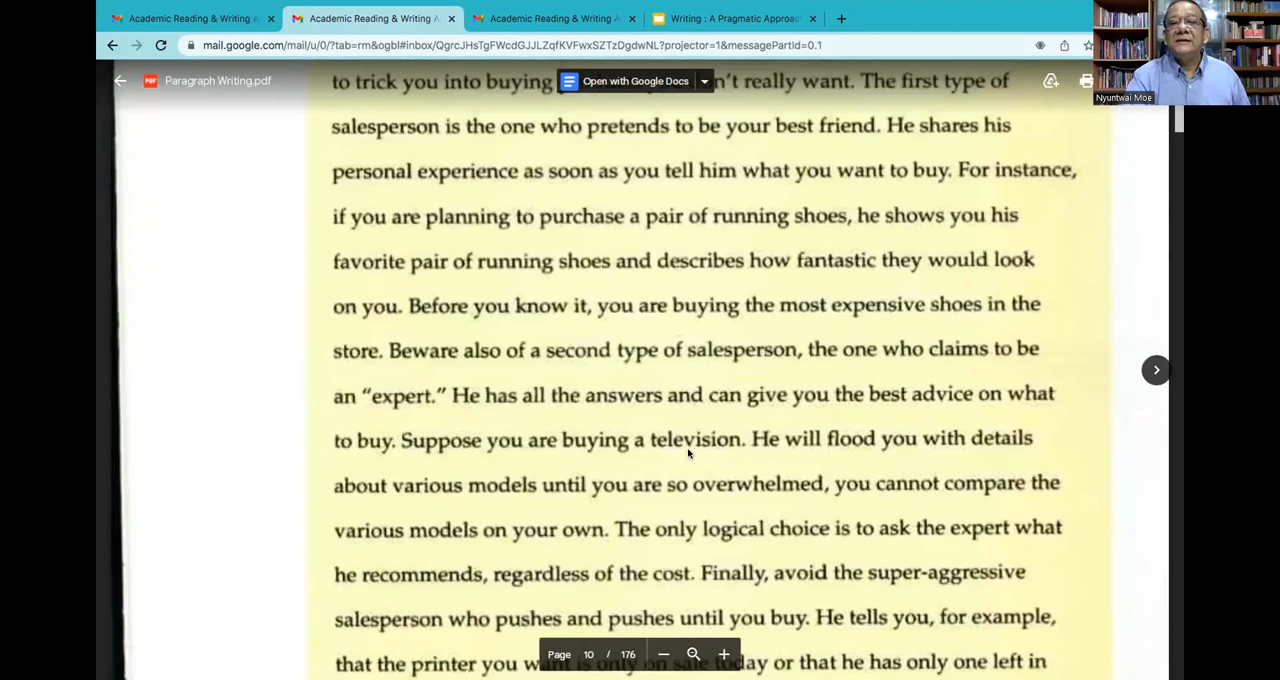 Academic Reading & Writing A
Academic Reading & Writing A
Academic Reading & Writing A
Writing : A Pragmatic Approac
mail.google.com/mail/u/0/?tab=rm&ogbl#inbox/QgrcJHsTgFWcdGJJLZqfKVFwxSZTzDgdwNL?projector=1&messagePartId=0.1
Nyuntwai Moe
PDF Paragraph Writing.pdf
Open with Google Docs
to trick you into buying n't really want. The first type of
salesperson is the one who pretends to be your best friend. He shares his
personal experience as soon as you tell him what you want to buy. For instance,
if you are planning to purchase a pair of running shoes, he shows you his
favorite pair of running shoes and describes how fantastic they would look
on you. Before you know it, you are buying the most expensive shoes in the
store. Beware also of a second type of salesperson, the one who claims to be
an “expert.” He has all the answers and can give you the best advice on what
to buy. Suppose you are buying a television. He will flood you with details
about various models until you are so overwhelmed, you cannot compare the
various models on your own. The only logical choice is to ask the expert what
he recommends, regardless of the cost. Finally, avoid the super-aggressive
salesperson who pushes and pushes until you buy. He tells you, for example,
that the printer you want is only on sale today or that he has only one left in
Page 10 / 176